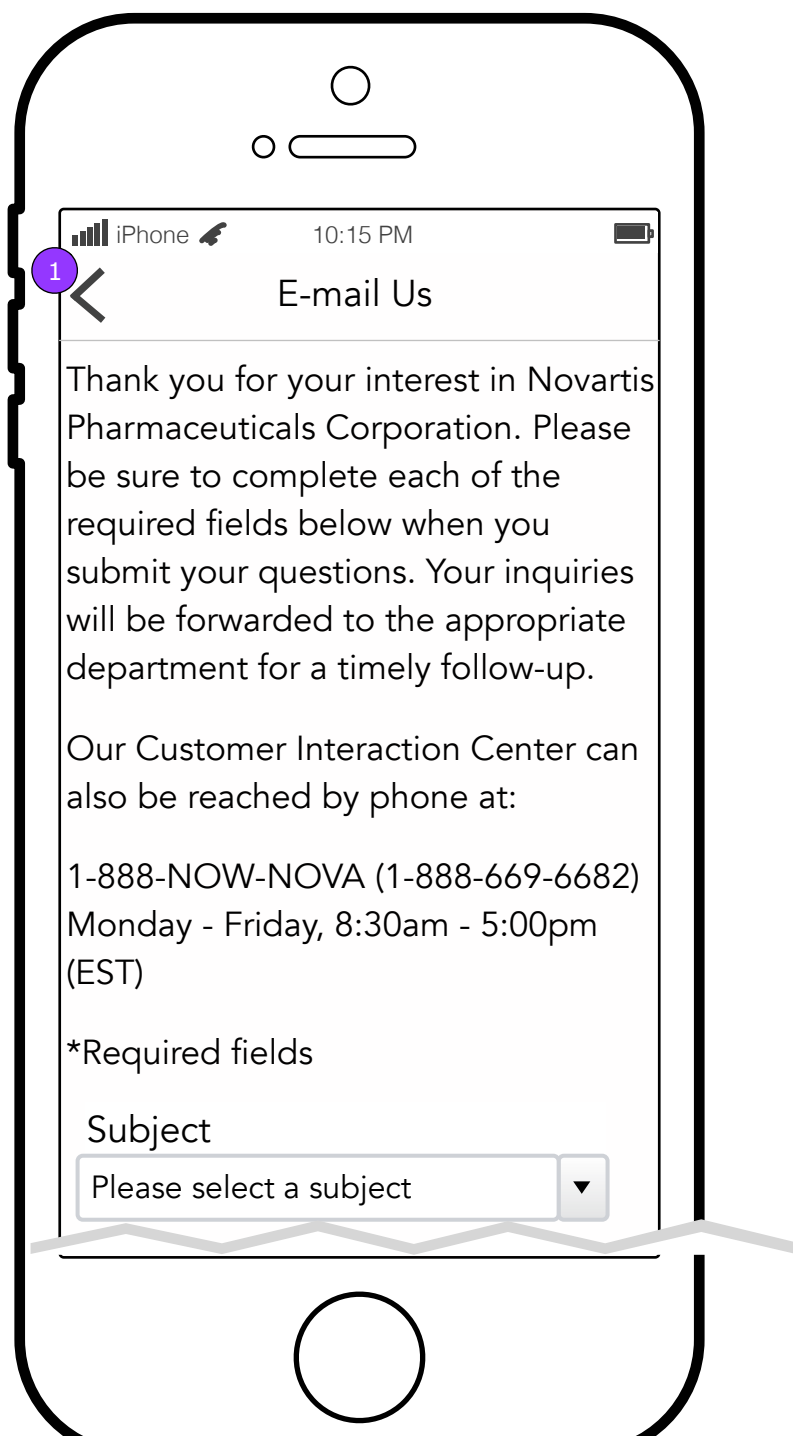 iPhone 10:15 PM
1
E-mail Us
Thank you for your interest in Novartis
Pharmaceuticals Corporation. Please
be sure to complete each of the
required fields below when you
submit your questions. Your inquiries
will be forwarded to the appropriate
department for a timely follow-up.
Our Customer Interaction Center can
also be reached by phone at:
1-888-NOW-NOVA (1-888-669-6682)
Monday - Friday, 8:30am - 5:00pm
(EST)
*Required fields
Subject
Please select a subject